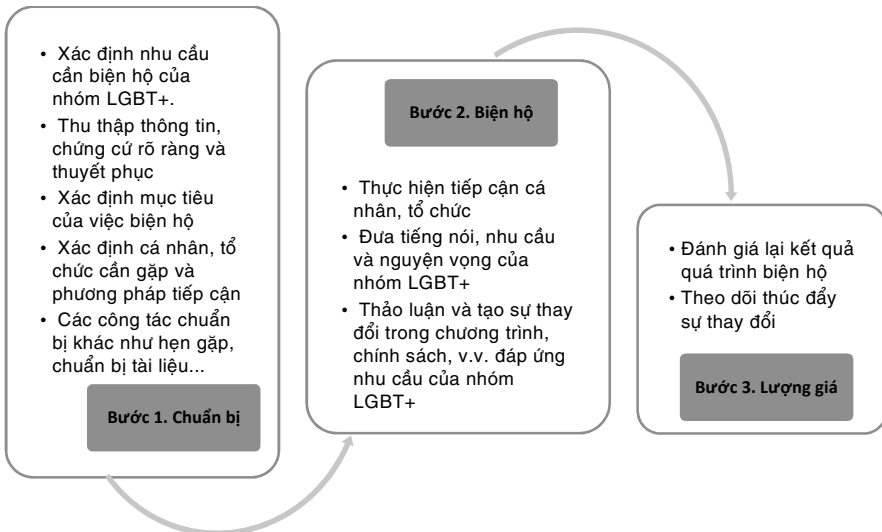 • Xác định nhu cầu
cần biện hộ của
nhóm LGBT+.
• Thu thập thông tin,
chứng cứ rõ ràng và
thuyết phục
• Xác định mục tiêu
của việc biện hộ
• Xác định cá nhân, tổ
chức cần gặp và
phương pháp tiếp cận
• Các công tác chuẩn
bị khác như hẹn gặp,
chuẩn bị tài liệu...
Bước 1. Chuẩn bị
Bước 2. Biện hộ
• Thực hiện tiếp cận cá
nhân, tổ chức
• Đưa tiếng nói, nhu cầu
và nguyện vọng của
nhóm LGBT+
• Thảo luận và tạo sự thay
đổi trong chương trình,
chính sách, v.v. đáp ứng
nhu cầu của nhóm
LGBT+
• Đánh giá lại kết quả
quá trình biện hộ
• Theo dõi thúc đẩy
sự thay đổi
Bước 3. Lượng giá